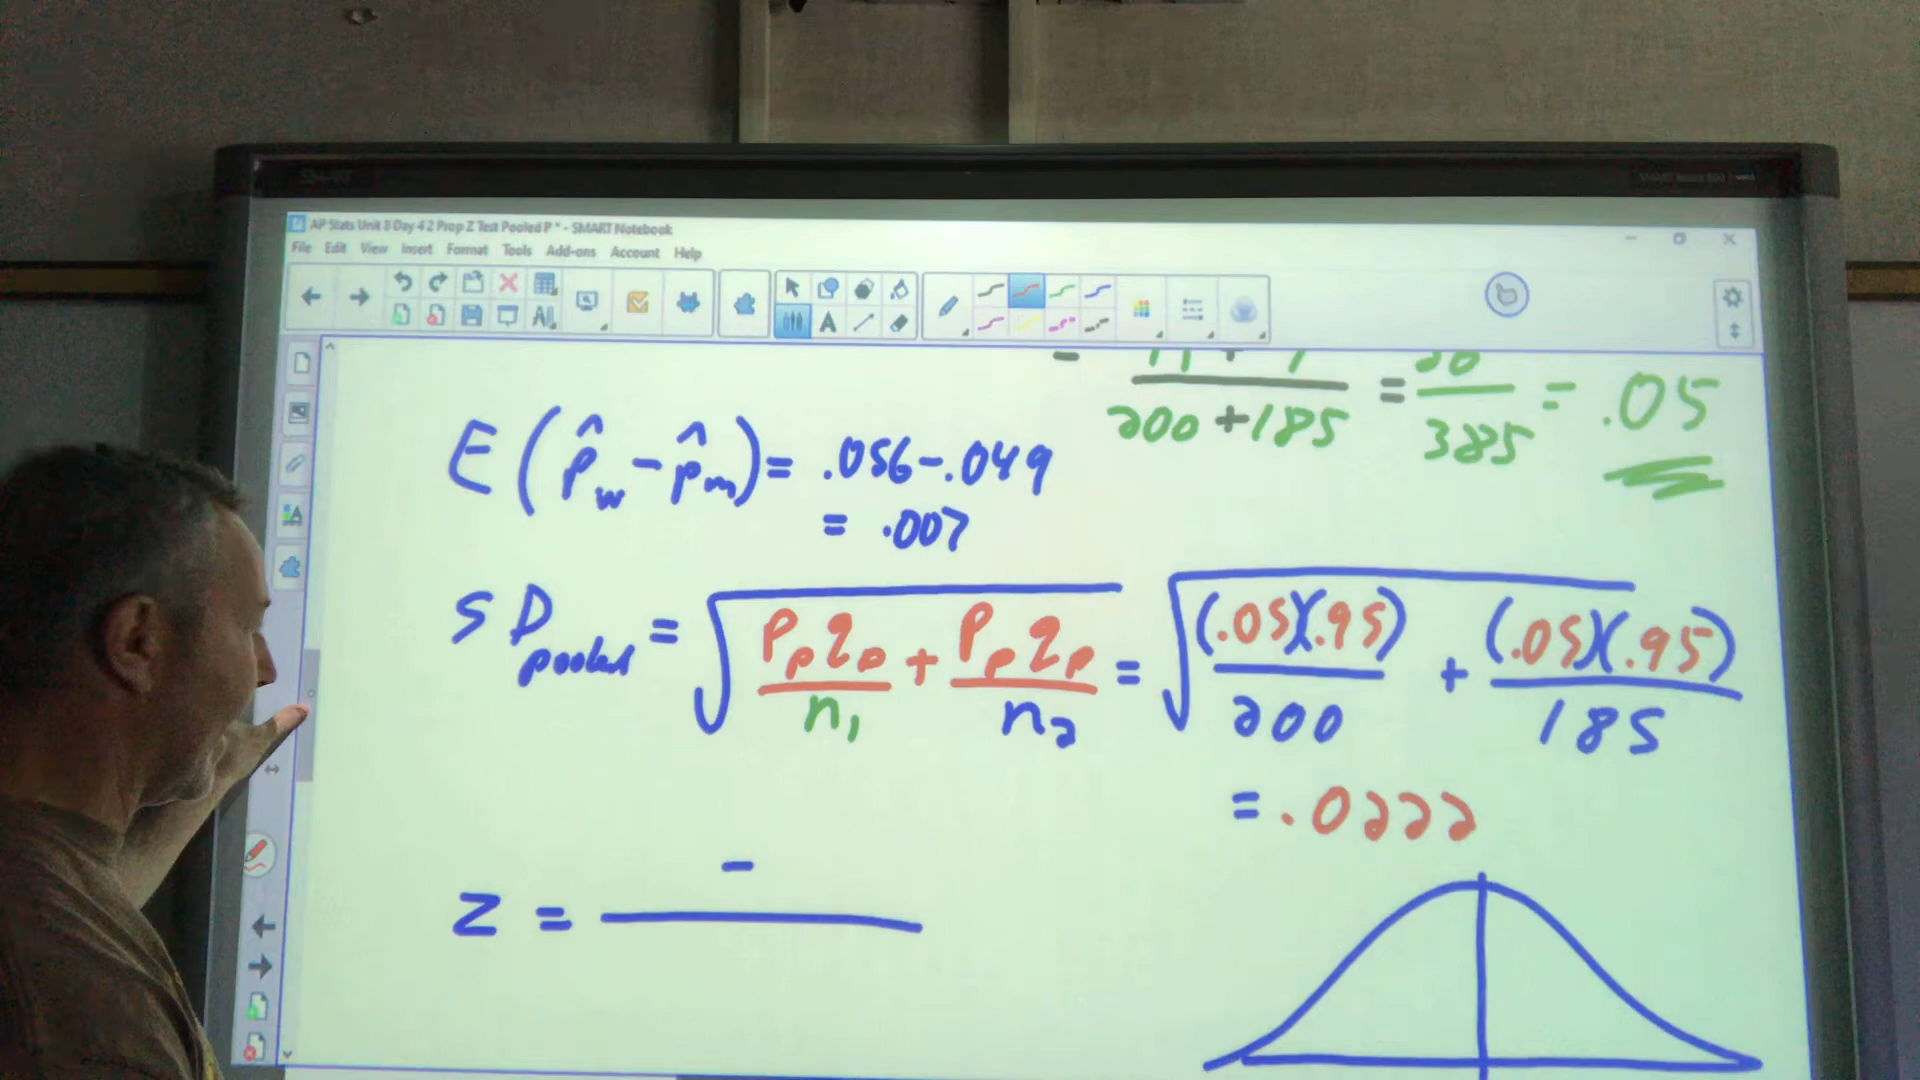 AP Stats Unit 8 Day 4 2 Prop Z Test Pooled P * - SMART Notebook
File Edit View Insert Format Tools Add-ons Account Help
200 + 185 = 385 = .05
E(p̂w - p̂m) = .056 - .049
= .007
SDpooled = √(Ppqp/n1 + Ppqp/n2) = √((.05)(.95)/200 + (.05)(.95)/185)
= .0222
Z = -